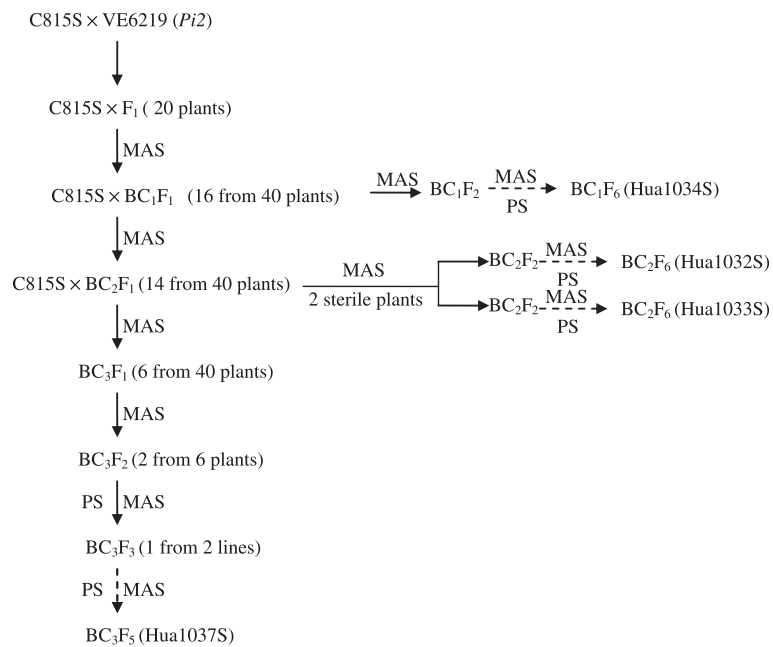 C815S × VE6219 (Pi2)
C815S × F₁ ( 20 plants)
MAS
C815S × BC₁F₁ (16 from 40 plants)
MAS
BC₁F₂
MAS
PS
BC₁F₆ (Hua1034S)
MAS
C815S × BC₂F₁ (14 from 40 plants)
MAS
2 sterile plants
BC₂F₂
MAS
PS
BC₂F₆ (Hua1032S)
BC₂F₂
MAS
PS
BC₂F₆ (Hua1033S)
MAS
BC₃F₁ (6 from 40 plants)
MAS
BC₃F₂ (2 from 6 plants)
PS MAS
BC₃F₃ (1 from 2 lines)
PS MAS
BC₃F₅ (Hua1037S)